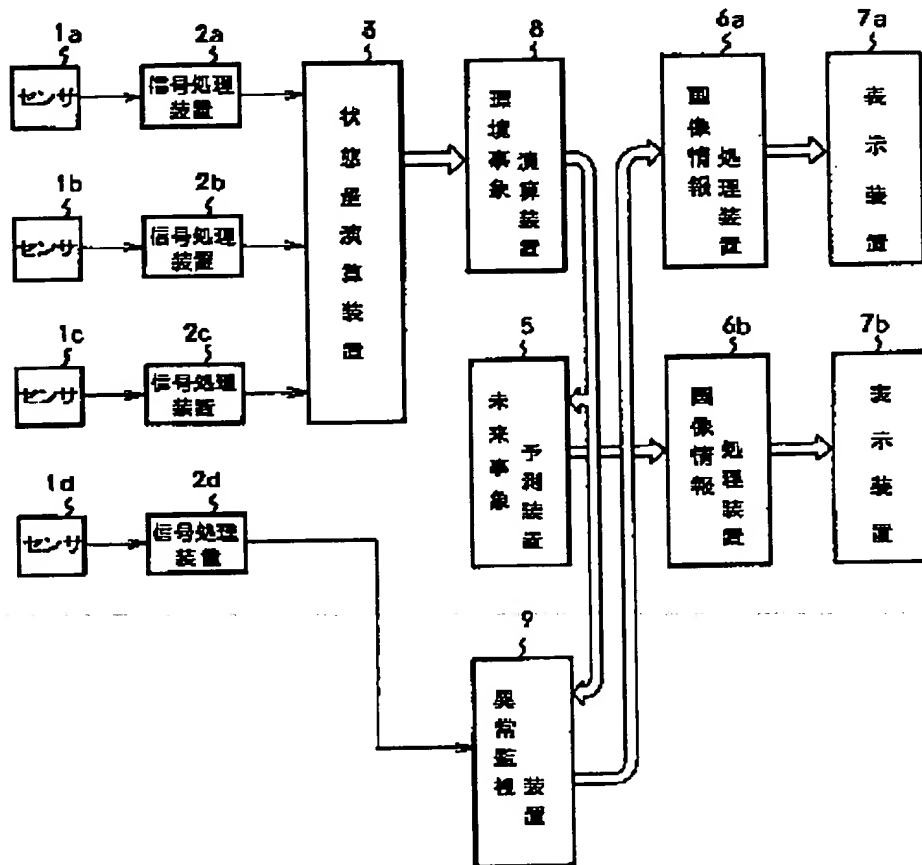 1a
センサ
2a
信号処理
装置
3
状態量演算装置
8
環境事象
演算装置
6a
画像情報
処理装置
7a
表示装置
1b
センサ
2b
信号処理
装置
1c
センサ
2c
信号処理
装置
5
未来事象
予測装置
6b
画像情報
処理装置
7b
表示装置
1d
センサ
2d
信号処理
装置
9
異常監視
装置